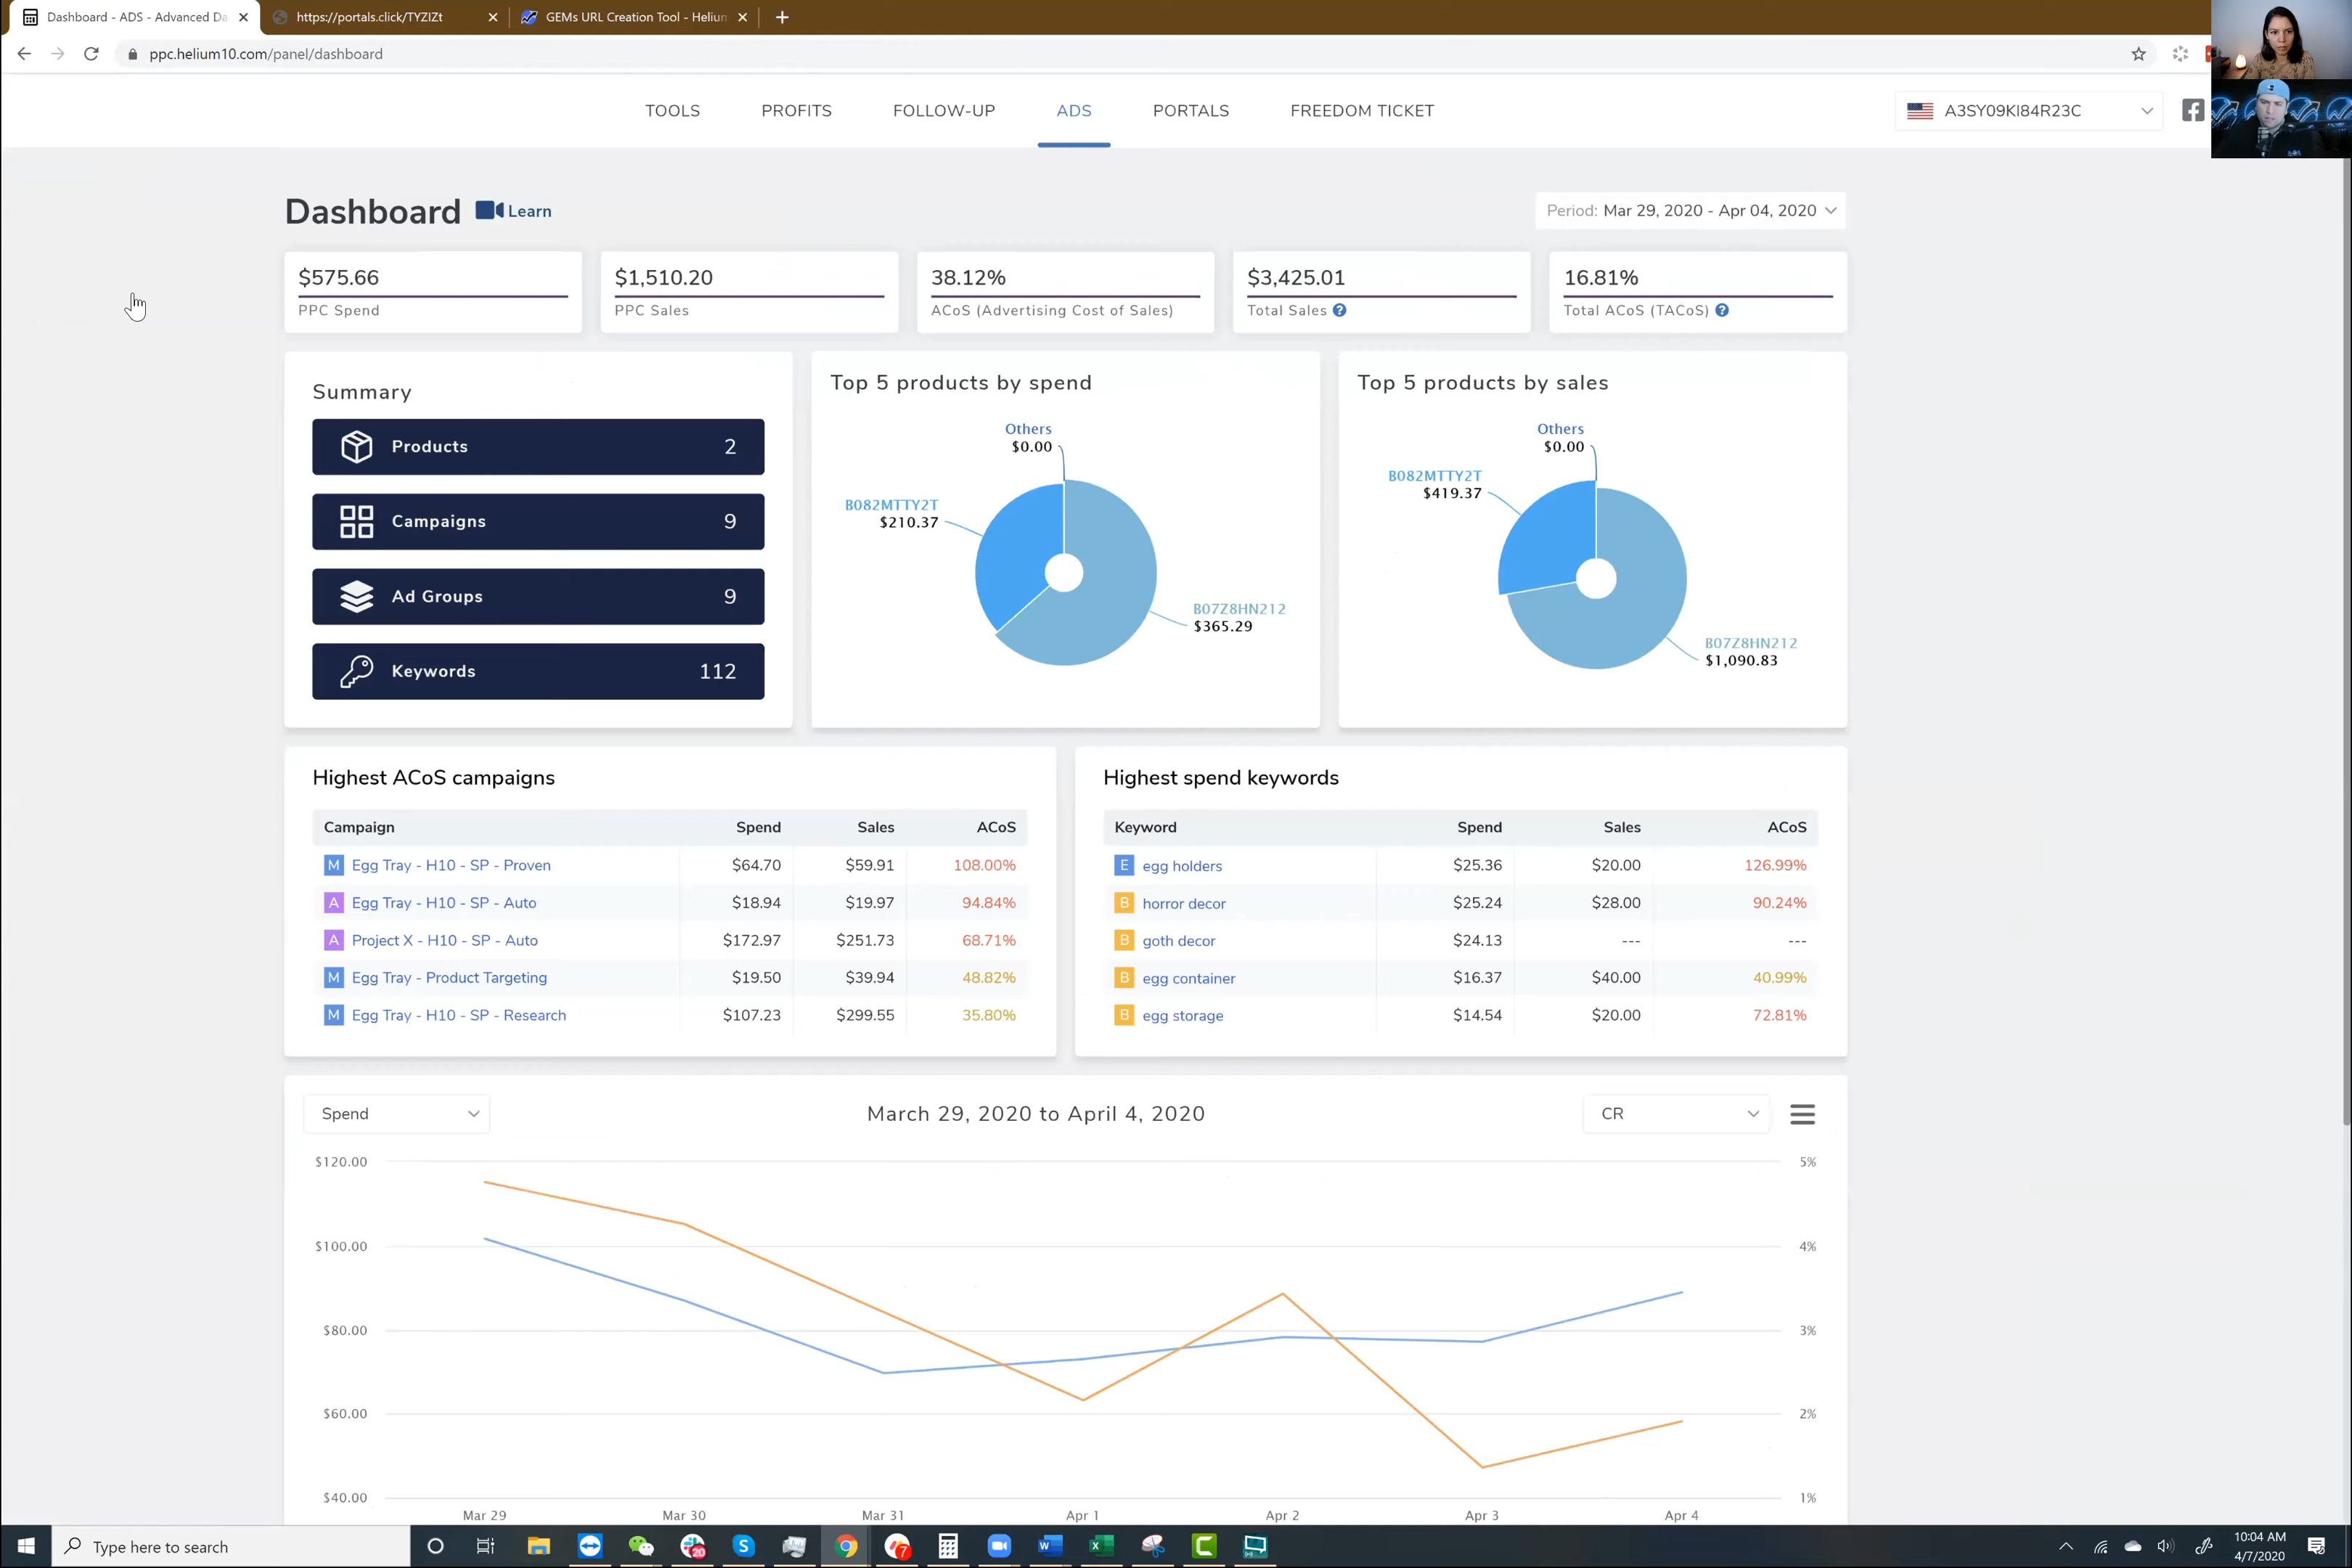 Dashboard - ADS - Advanced Da
https://portals.click/TYZIZt
GEMs URL Creation Tool - Helium
ppc.helium10.com/panel/dashboard
TOOLS PROFITS FOLLOW-UP ADS PORTALS FREEDOM TICKET A3SY09KI84R23C
Dashboard Learn Period: Mar 29, 2020 - Apr 04, 2020
$575.66 $1,510.20 38.12% $3,425.01 16.81%
PPC Spend PPC Sales ACoS (Advertising Cost of Sales) Total Sales ? Total ACoS (TACoS) ?
Summary
Products 2
Campaigns 9
Ad Groups 9
Keywords 112
Top 5 products by spend
Others
$0.00
B082MTTY2T
$210.37
B07Z8HN212
$365.29
Top 5 products by sales
Others
$0.00
B082MTTY2T
$419.37
B07Z8HN212
$1,090.83
Highest ACoS campaigns
Campaign Spend Sales ACoS
M Egg Tray - H10 - SP - Proven $64.70 $59.91 108.00%
A Egg Tray - H10 - SP - Auto $18.94 $19.97 94.84%
A Project X - H10 - SP - Auto $172.97 $251.73 68.71%
M Egg Tray - Product Targeting $19.50 $39.94 48.82%
M Egg Tray - H10 - SP - Research $107.23 $299.55 35.80%
Highest spend keywords
Keyword Spend Sales ACoS
E egg holders $25.36 $20.00 126.99%
B horror decor $25.24 $28.00 90.24%
B goth decor $24.13 --- ---
B egg container $16.37 $40.00 40.99%
B egg storage $14.54 $20.00 72.81%
Spend March 29, 2020 to April 4, 2020 CR
$120.00 5%
$100.00 4%
$80.00 3%
$60.00 2%
$40.00 1%
Mar 29 Mar 30 Mar 31 Apr 1 Apr 2 Apr 3 Apr 4
Type here to search
20
7
10:04 AM
4/7/2020